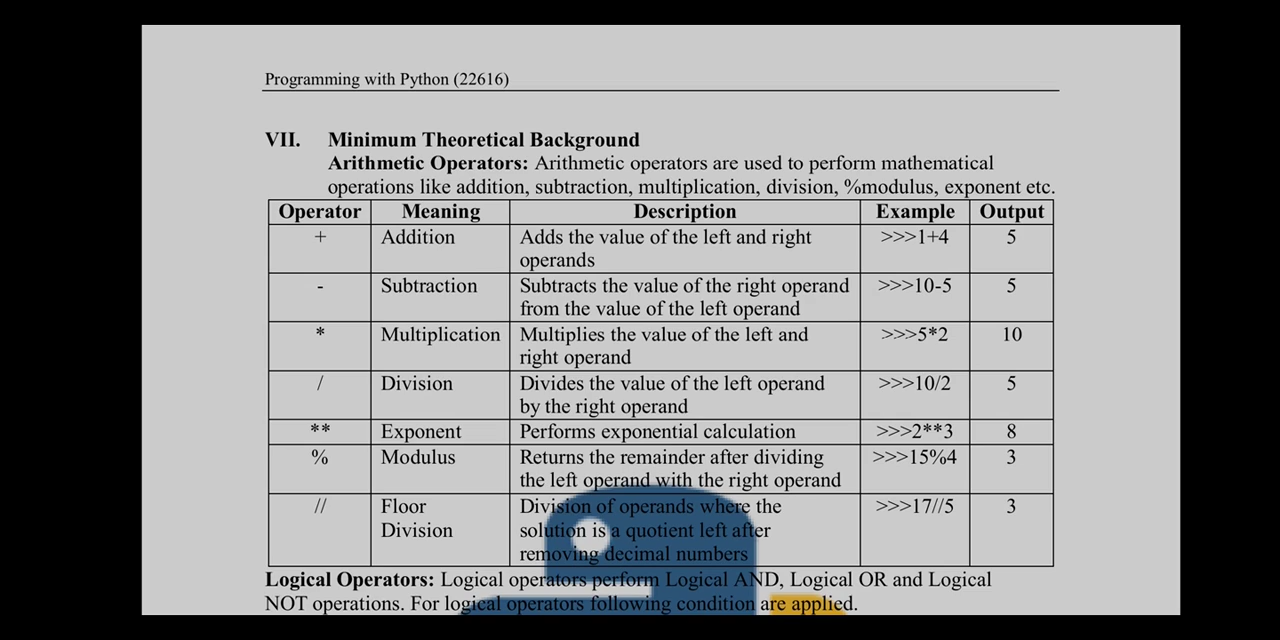 Programming with Python (22616)
VII. Minimum Theoretical Background
Arithmetic Operators: Arithmetic operators are used to perform mathematical
operations like addition, subtraction, multiplication, division, %modulus, exponent etc.
Operator Meaning Description Example Output
+ Addition Adds the value of the left and right >>>1+4 5
operands
- Subtraction Subtracts the value of the right operand >>>10-5 5
from the value of the left operand
* Multiplication Multiplies the value of the left and >>>5*2 10
right operand
/ Division Divides the value of the left operand >>>10/2 5
by the right operand
** Exponent Performs exponential calculation >>>2**3 8
% Modulus Returns the remainder after dividing >>>15%4 3
the left operand with the right operand
// Floor Division of operands where the >>>17//5 3
Division solution is a quotient left after
removing decimal numbers
Logical Operators: Logical operators perform Logical AND, Logical OR and Logical
NOT operations. For logical operators following condition are applied.